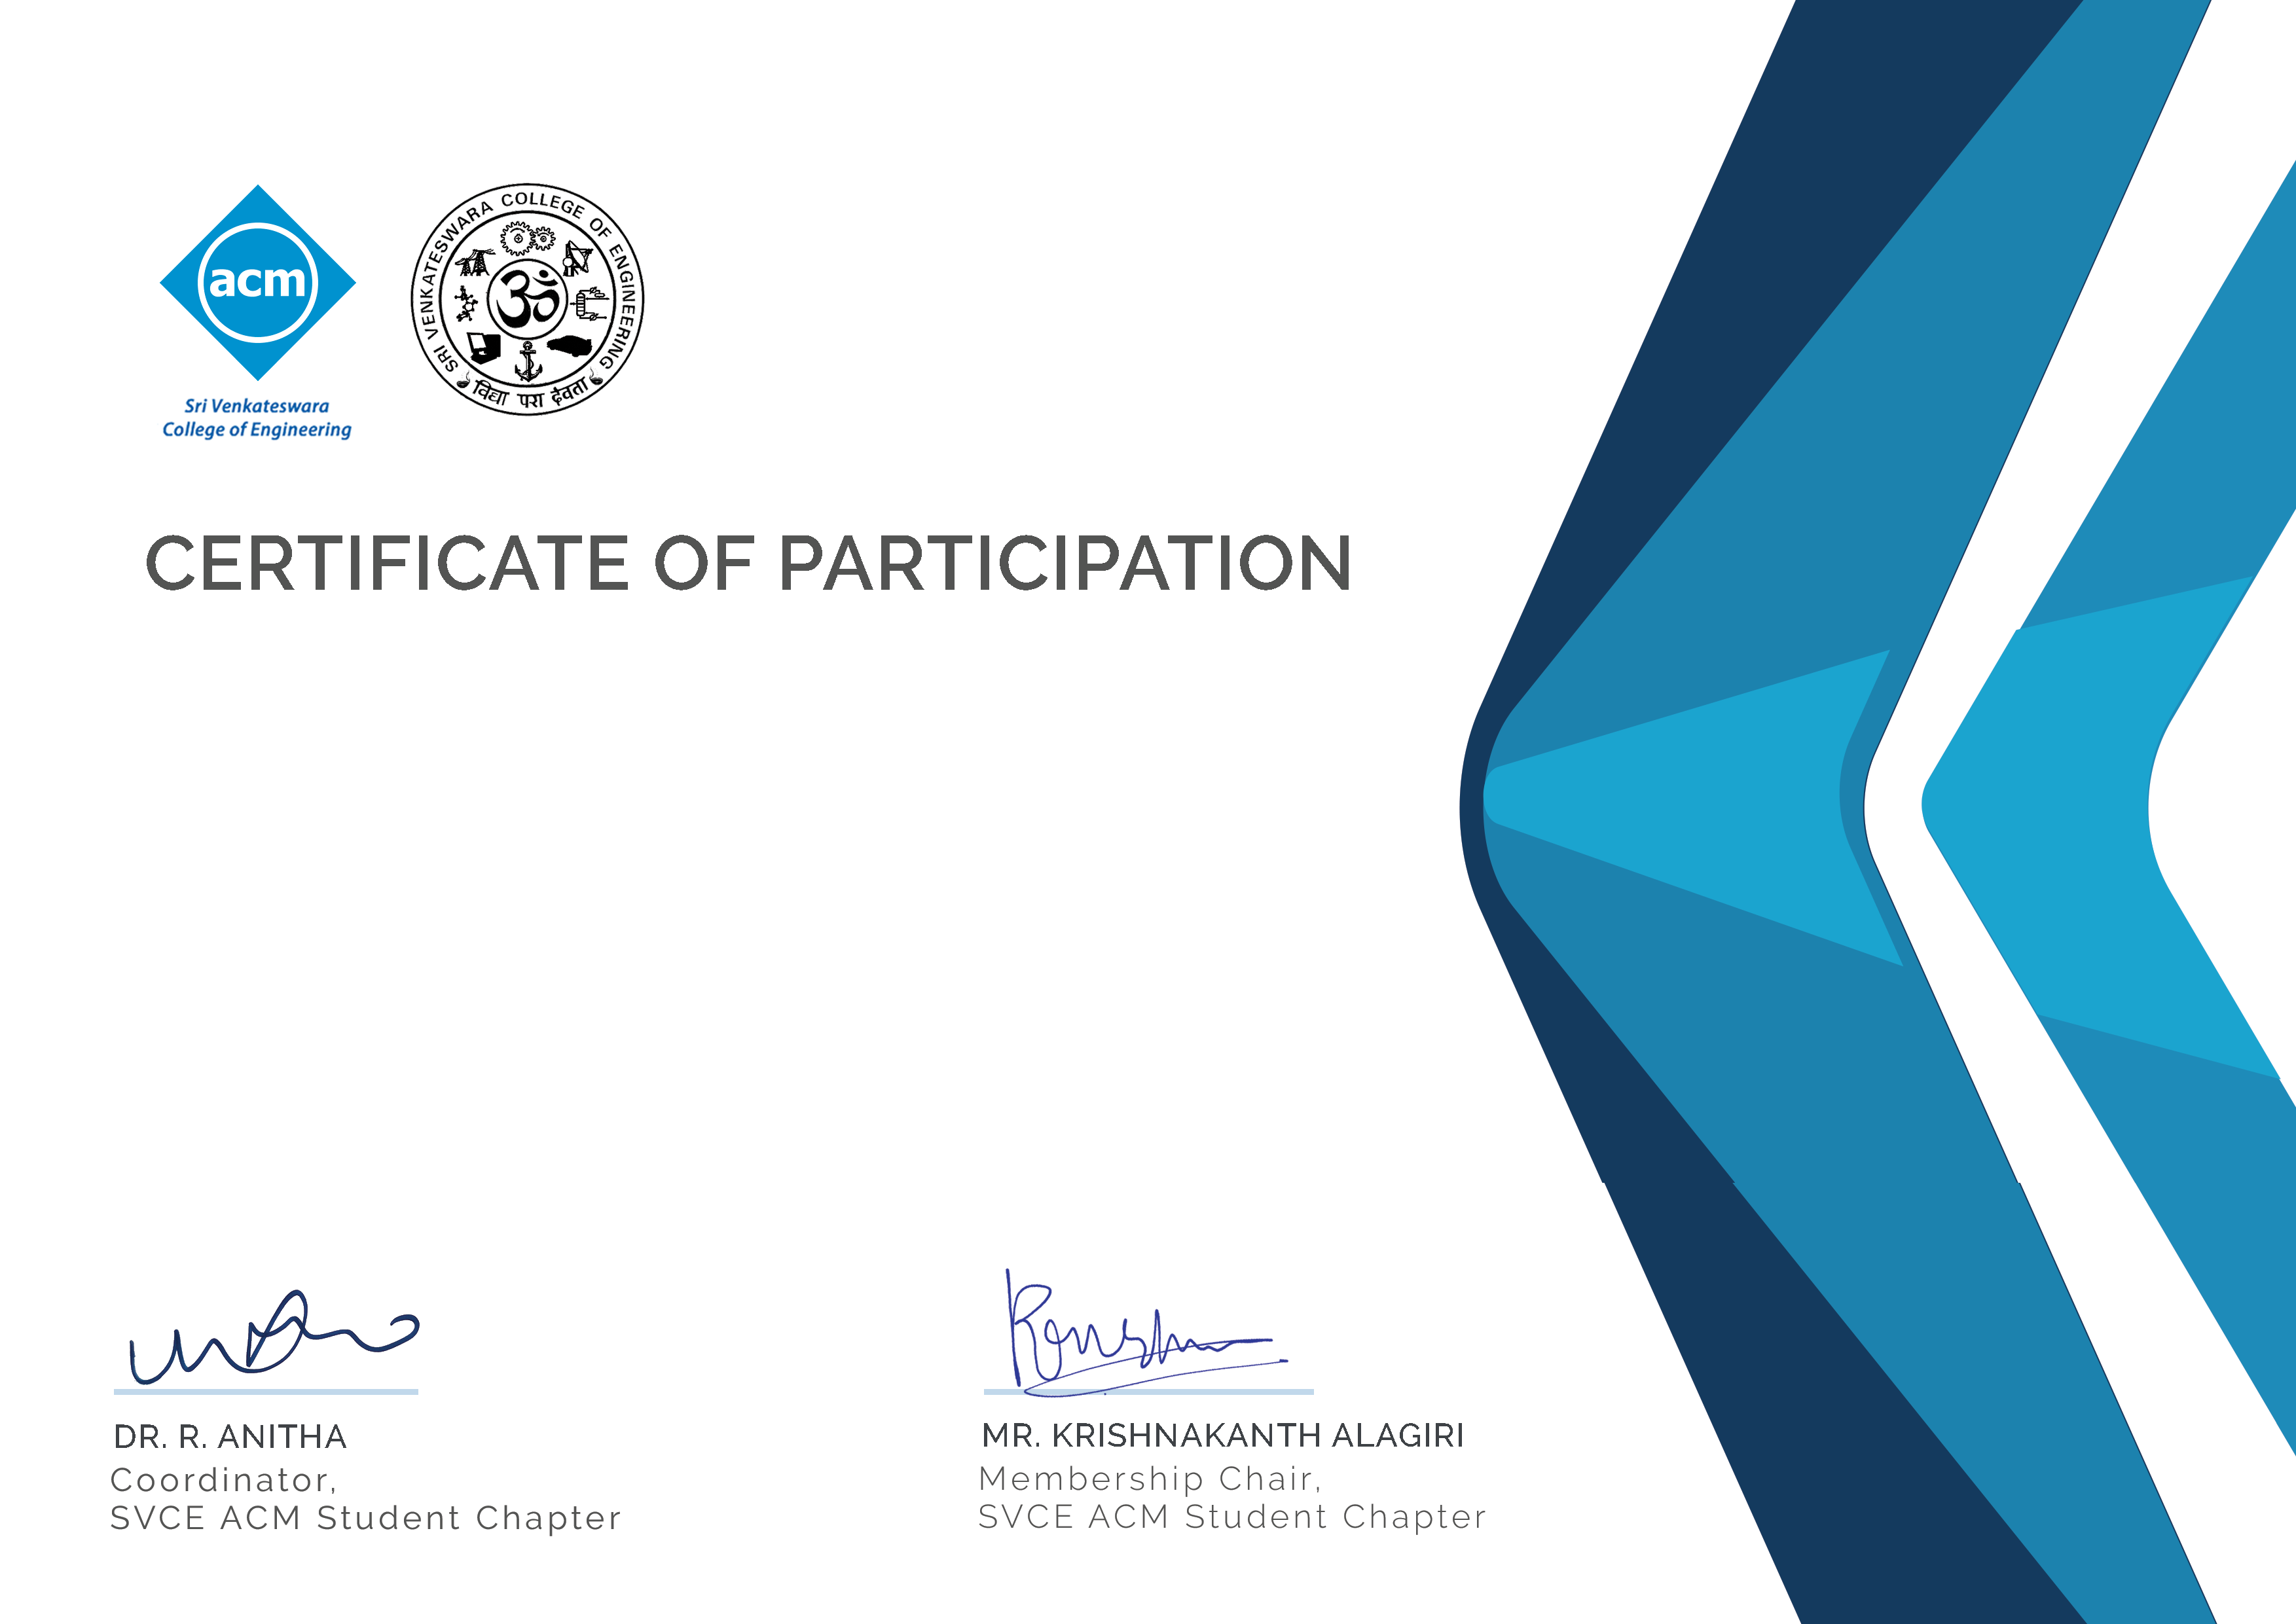 acm
Sri Venkateswara
College of Engineering
SRI VENKATESWARA COLLEGE OF ENGINEERING
विद्या परा देवता
CERTIFICATE OF PARTICIPATION
DR. R. ANITHA
Coordinator,
SVCE ACM Student Chapter
MR. KRISHNAKANTH ALAGIRI
Membership Chair,
SVCE ACM Student Chapter